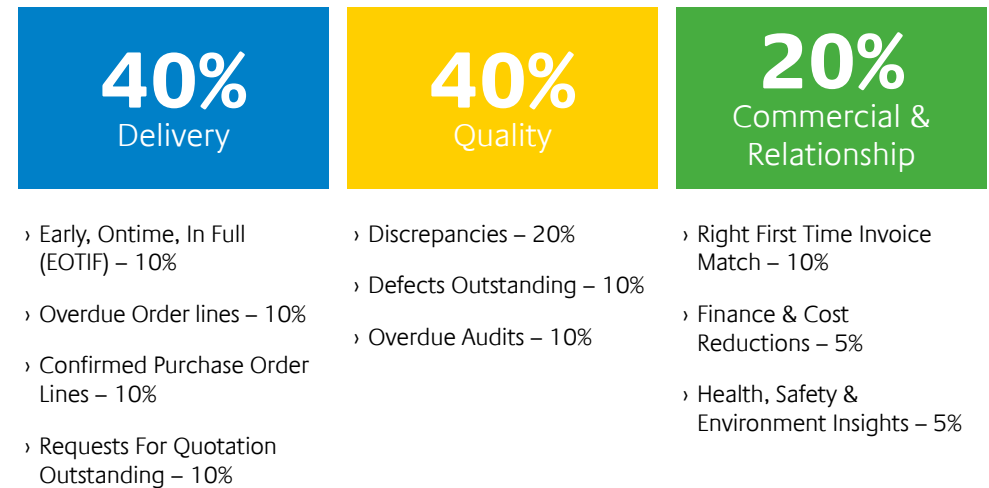 40%
Delivery
› Early, Ontime, In Full
(EOTIF) – 10%
› Overdue Order lines – 10%
› Confirmed Purchase Order
Lines – 10%
› Requests For Quotation
Outstanding – 10%
40%
Quality
› Discrepancies – 20%
› Defects Outstanding – 10%
› Overdue Audits – 10%
20%
Commercial &
Relationship
› Right First Time Invoice
Match – 10%
› Finance & Cost
Reductions – 5%
› Health, Safety &
Environment Insights – 5%